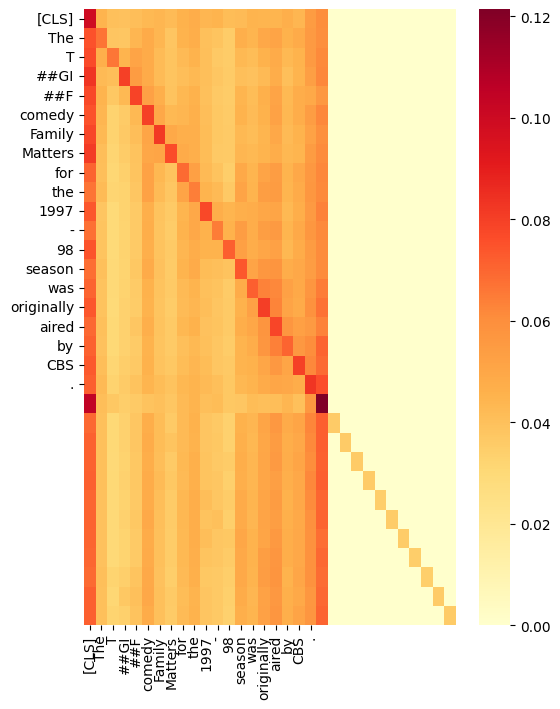 [CLS]
The
T
##GI
##F
comedy
Family
Matters
for
the
1997
-
98
season
was
originally
aired
by
CBS
.
0.12
0.10
0.08
0.06
0.04
0.02
0.00
[CLS]
The
T
##GI
##F
comedy
Family
Matters
for
the
1997
-
98
season
was
originally
aired
by
CBS
.